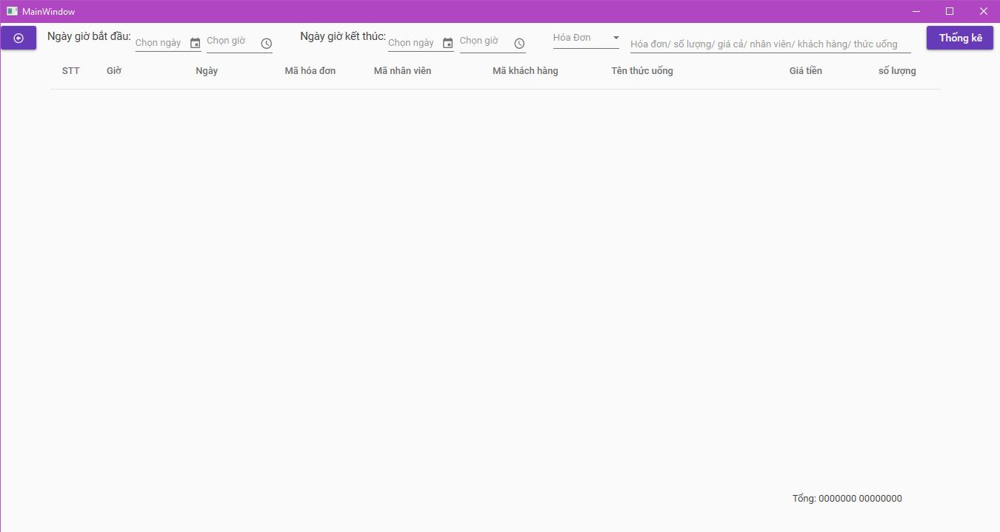 MainWindow
Ngày giờ bắt đầu: Chọn ngày Chọn giờ Ngày giờ kết thúc: Chọn ngày Chọn giờ Hóa Đơn Hóa đơn/ số lượng/ giá cả/ nhân viên/ khách hàng/ thức uống Thống kê
STT Giờ Ngày Mã hóa đơn Mã nhân viên Mã khách hàng Tên thức uống Giá tiền số lượng
Tổng: 0000000 00000000